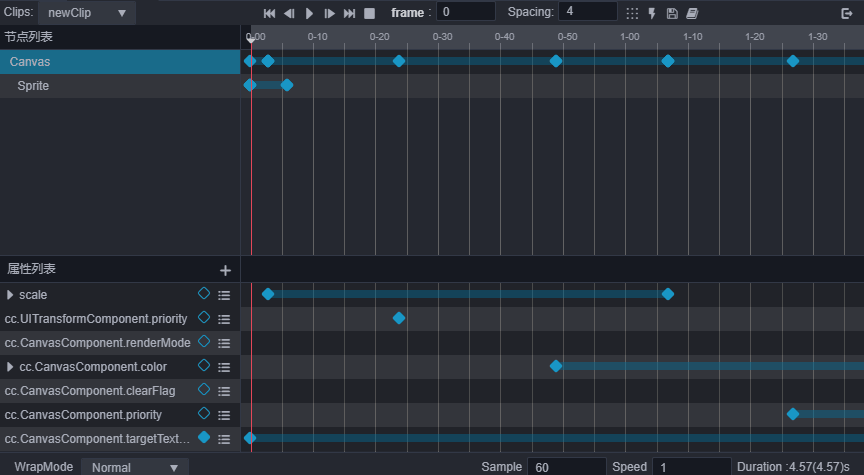 Clips: newClip frame : 0 Spacing: 4
节点列表 0-00 0-10 0-20 0-30 0-40 0-50 1-00 1-10 1-20 1-30
Canvas
Sprite
属性列表
scale
cc.UITransformComponent.priority
cc.CanvasComponent.renderMode
cc.CanvasComponent.color
cc.CanvasComponent.clearFlag
cc.CanvasComponent.priority
cc.CanvasComponent.targetText...
WrapMode Normal Sample 60 Speed 1 Duration :4.57(4.57)s